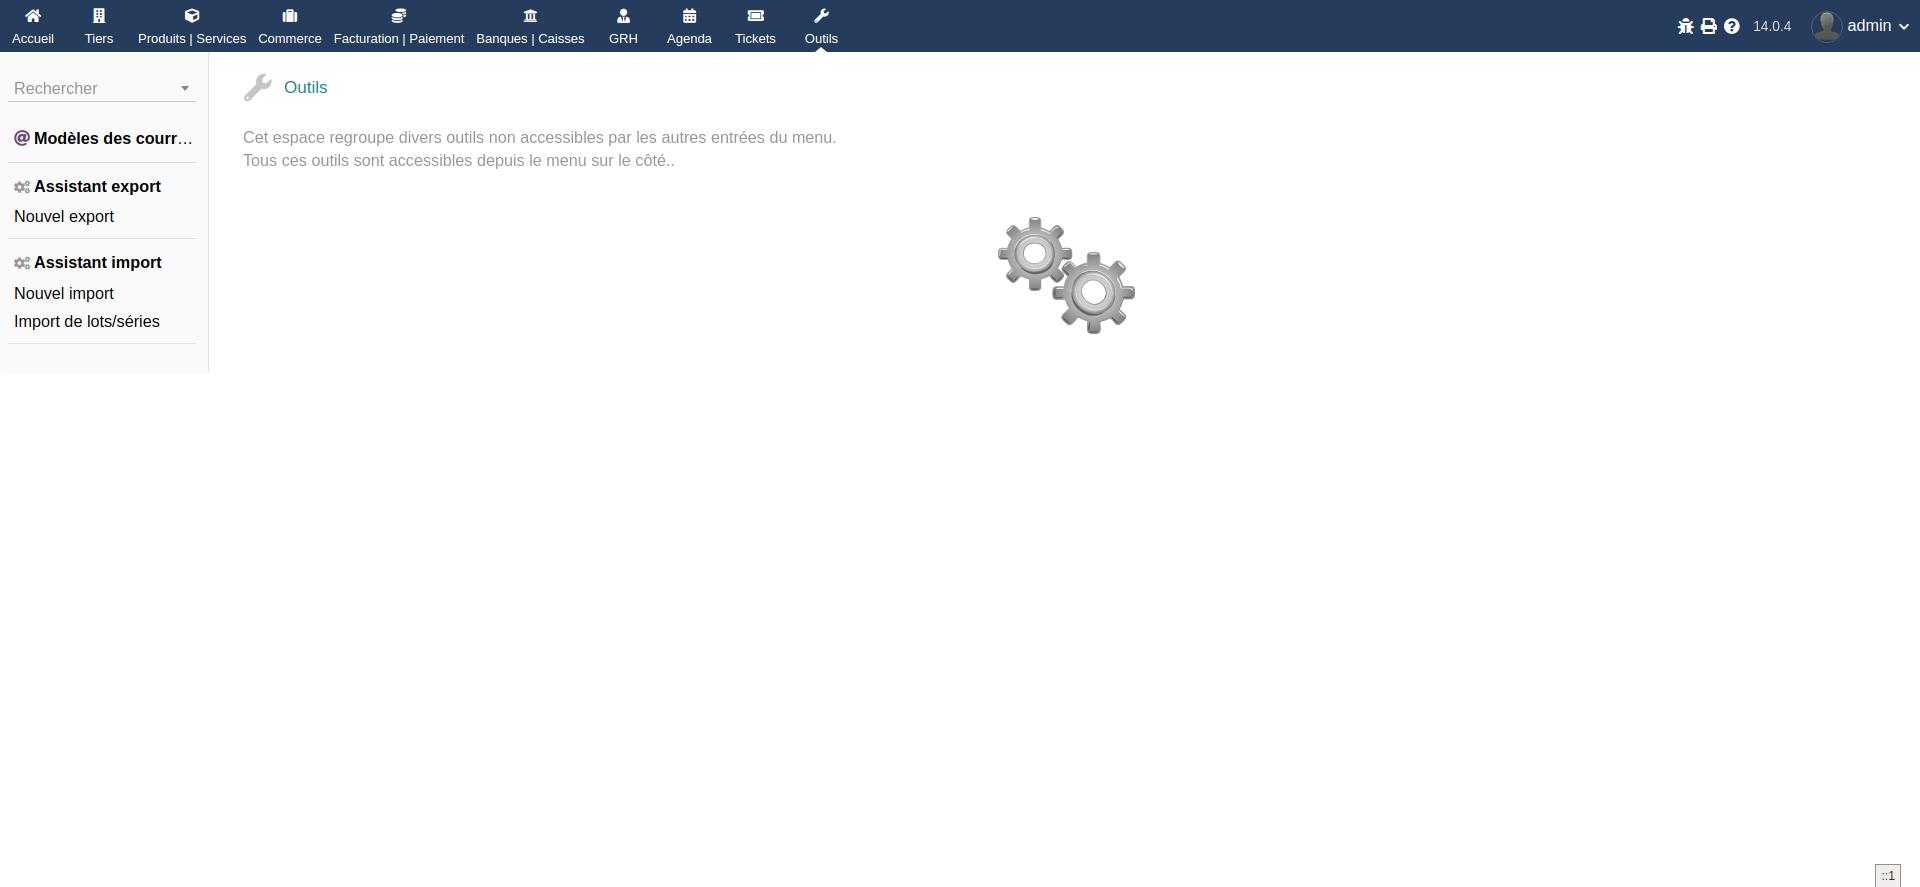 Accueil
Tiers
Produits | Services
Commerce
Facturation | Paiement
Banques | Caisses
GRH
Agenda
Tickets
Outils
14.0.4
admin
Rechercher
Modèles des courr…
Assistant export
Nouvel export
Assistant import
Nouvel import
Import de lots/séries
Outils
Cet espace regroupe divers outils non accessibles par les autres entrées du menu.
Tous ces outils sont accessibles depuis le menu sur le côté..
::1